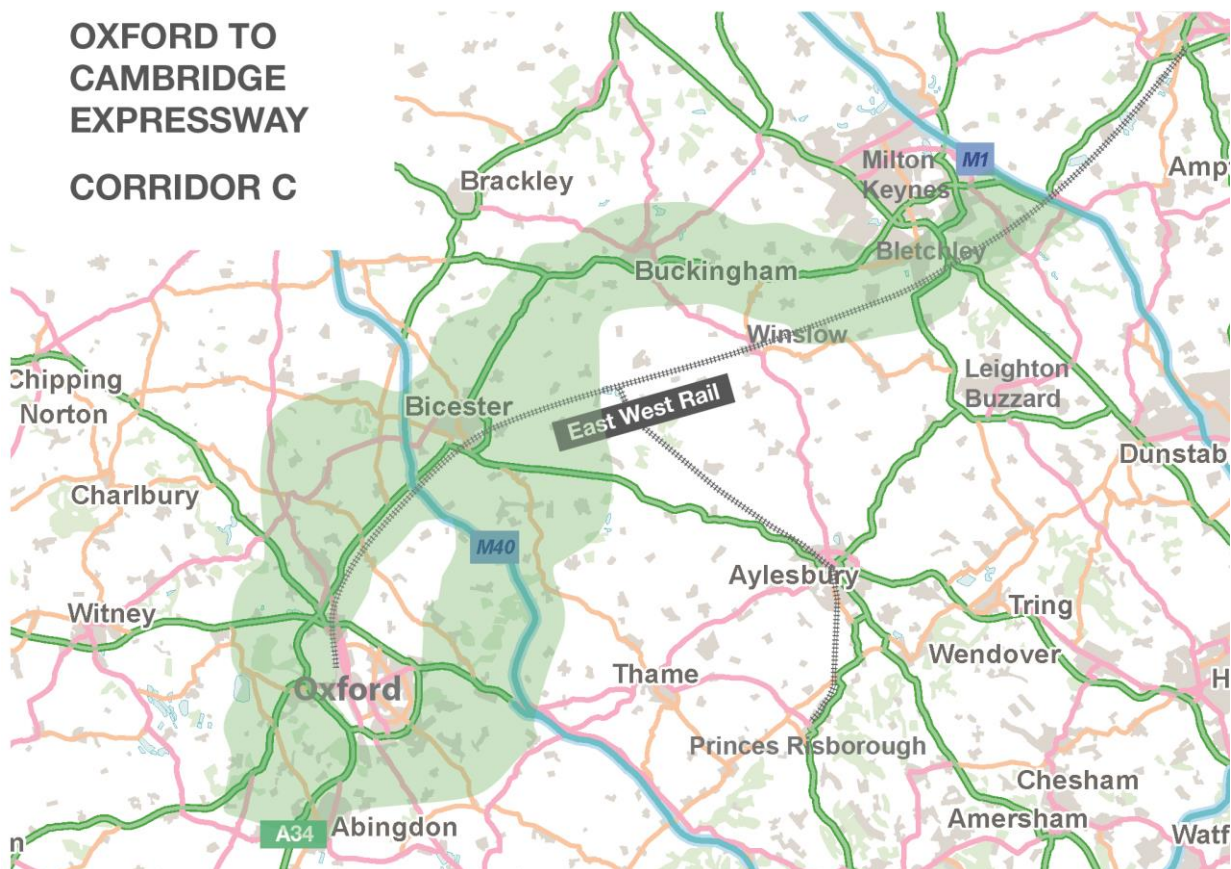 OXFORD TO
CAMBRIDGE
EXPRESSWAY
CORRIDOR C
Brackley
Milton
Keynes
M1
Amp
Buckingham
Bletchley
Winslow
Chipping
Norton
Bicester
Leighton
Buzzard
East West Rail
Dunstab
Charlbury
M40
Aylesbury
Witney
Tring
Wendover
Thame
Oxford
H
Princes Risborough
Chesham
Amersham
A34
Abingdon
n
Watf